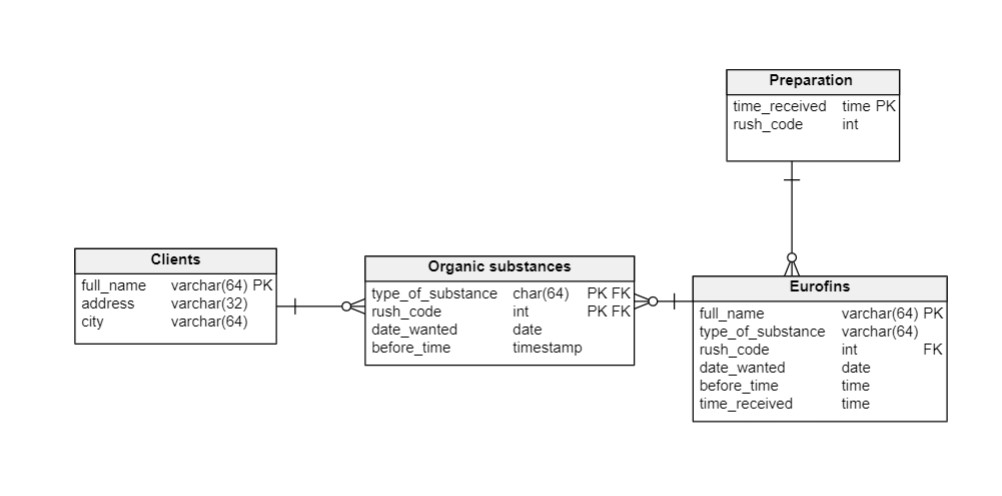 Preparation
time_received time PK
rush_code int
Clients
full_name varchar(64) PK
address varchar(32)
city varchar(64)
Organic substances
type_of_substance char(64) PK FK
rush_code int PK FK
date_wanted date
before_time timestamp
Eurofins
full_name varchar(64) PK
type_of_substance varchar(64)
rush_code int FK
date_wanted date
before_time time
time_received time